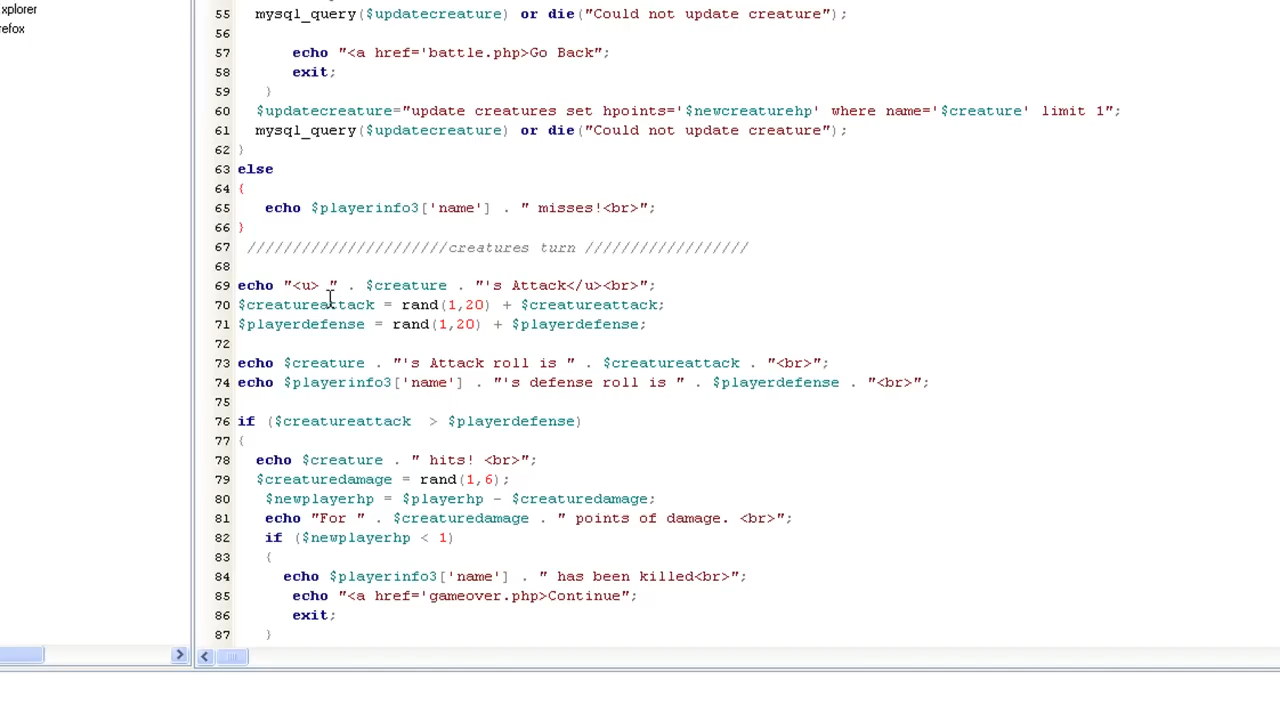 xplorer
refox
55 mysql_query($updatecreature) or die("Could not update creature");
56
57 echo "<a href='battle.php>Go Back";
58 exit;
59 }
60 $updatecreature="update creatures set hpoints='$newcreaturehp' where name='$creature' limit 1";
61 mysql_query($updatecreature) or die("Could not update creature");
62 }
63 else
64 {
65 echo $playerinfo3['name'] . " misses!<br>";
66 }
67 //////////////////////creatures turn //////////////////
68
69 echo "<u> " . $creature . "'s Attack</u><br>";
70 $creatureattack = rand(1,20) + $creatureattack;
71 $playerdefense = rand(1,20) + $playerdefense;
72
73 echo $creature . "'s Attack roll is " . $creatureattack . "<br>";
74 echo $playerinfo3['name'] . "'s defense roll is " . $playerdefense . "<br>";
75
76 if ($creatureattack  > $playerdefense)
77 {
78 echo $creature . " hits! <br>";
79 $creaturedamage = rand(1,6);
80 $newplayerhp = $playerhp - $creaturedamage;
81 echo "For " . $creaturedamage . " points of damage. <br>";
82 if ($newplayerhp < 1)
83 {
84 echo $playerinfo3['name'] . " has been killed<br>";
85 echo "<a href='gameover.php>Continue";
86 exit;
87 }